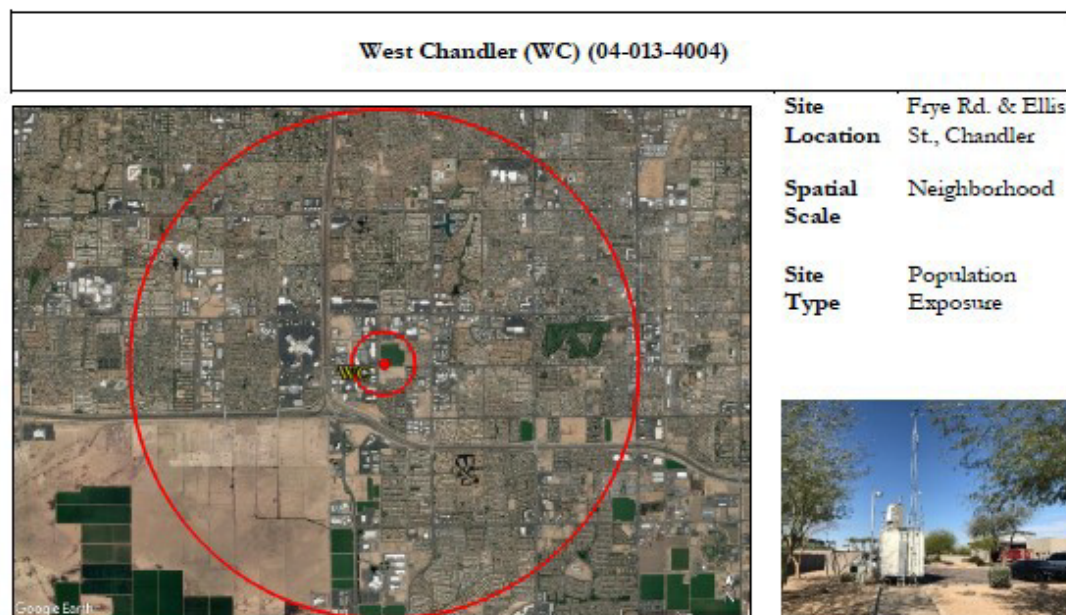 West Chandler (WC) (04-013-4004)
Site Location
Frye Rd. & Ellis
St., Chandler
Spatial Scale
Neighborhood
Site Type
Population
Exposure
WC
Google Earth